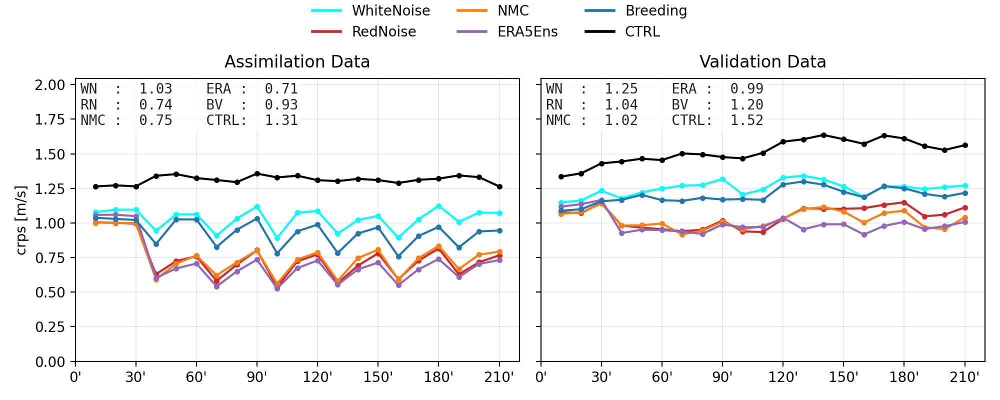 WhiteNoise NMC Breeding
RedNoise ERA5Ens CTRL
Assimilation Data
WN : 1.03 ERA : 0.71
RN : 0.74 BV : 0.93
NMC : 0.75 CTRL: 1.31
crps [m/s]
2.00
1.75
1.50
1.25
1.00
0.75
0.50
0.25
0.00
0' 30' 60' 90' 120' 150' 180' 210'
Validation Data
WN : 1.25 ERA : 0.99
RN : 1.04 BV : 1.20
NMC : 1.02 CTRL: 1.52
0' 30' 60' 90' 120' 150' 180' 210'